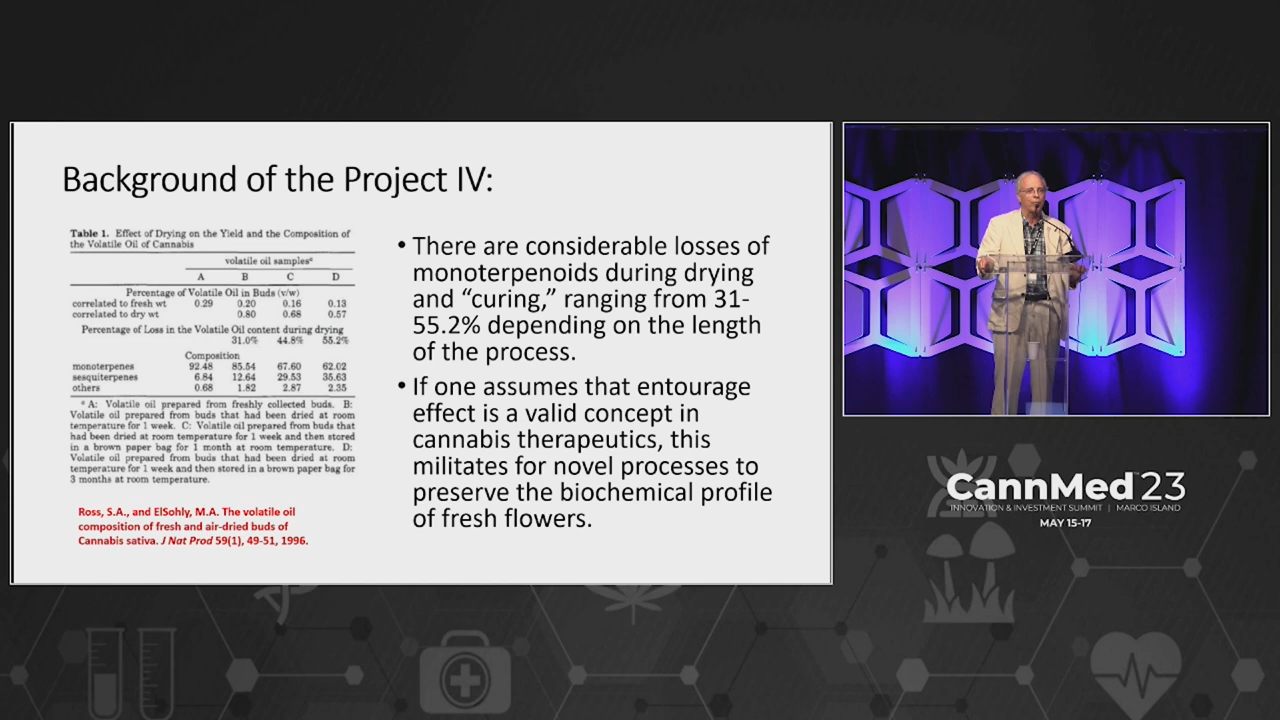 Background of the Project IV:
Table 1. Effect of Drying on the Yield and the Composition of
the Volatile Oil of Cannabis
volatile oil samplesᵃ
A B C D
Percentage of Volatile Oil in Buds (v/w)
correlated to fresh wt 0.29 0.20 0.16 0.13
correlated to dry wt 0.80 0.68 0.57
Percentage of Loss in the Volatile Oil content during drying
31.0% 44.8% 55.2%
Composition
monoterpenes 92.48 85.54 67.60 62.02
sesquiterpenes 6.84 12.64 29.53 35.63
others 0.68 1.82 2.87 2.35
ᵃ A: Volatile oil prepared from freshly collected buds. B:
Volatile oil prepared from buds that had been dried at room
temperature for 1 week. C: Volatile oil prepared from buds that
had been dried at room temperature for 1 week and then stored
in a brown paper bag for 1 month at room temperature. D:
Volatile oil prepared from buds that had been dried at room
temperature for 1 week and then stored in a brown paper bag for
3 months at room temperature.
Ross, S.A., and ElSohly, M.A. The volatile oil
composition of fresh and air-dried buds of
Cannabis sativa. J Nat Prod 59(1), 49-51, 1996.
• There are considerable losses of
monoterpenoids during drying
and “curing,” ranging from 31-
55.2% depending on the length
of the process.
• If one assumes that entourage
effect is a valid concept in
cannabis therapeutics, this
militates for novel processes to
preserve the biochemical profile
of fresh flowers.
CannMed™23
INNOVATION & INVESTMENT SUMMIT | MARCO ISLAND
MAY 15-17